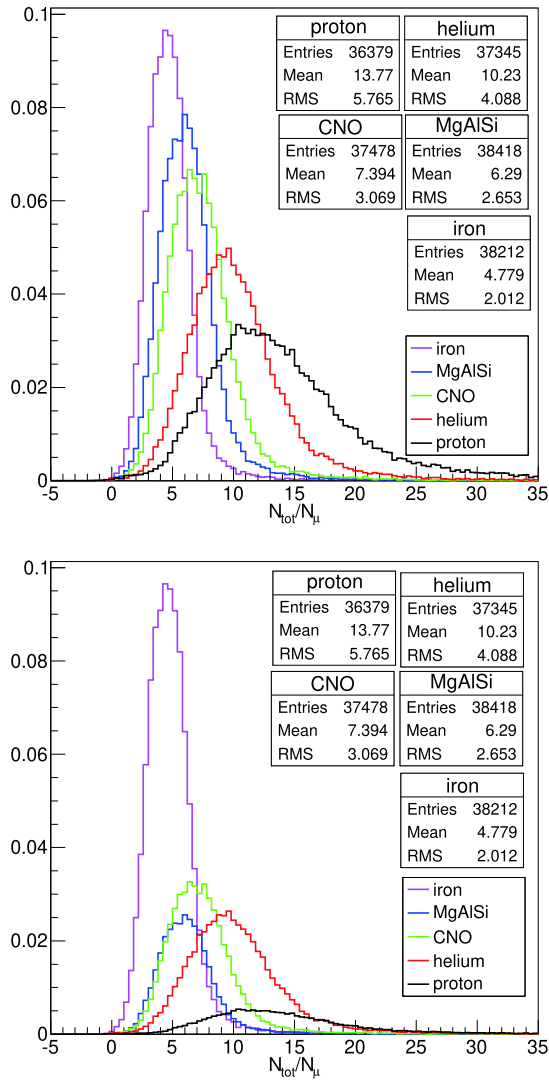 0.1
0.08
0.06
0.04
0.02
0
-5 0 5 10 15 20 25 30 35
N_tot/N_μ
proton
Entries 36379
Mean 13.77
RMS 5.765
helium
Entries 37345
Mean 10.23
RMS 4.088
CNO
Entries 37478
Mean 7.394
RMS 3.069
MgAlSi
Entries 38418
Mean 6.29
RMS 2.653
iron
Entries 38212
Mean 4.779
RMS 2.012
iron
MgAlSi
CNO
helium
proton
0.1
0.08
0.06
0.04
0.02
0
-5 0 5 10 15 20 25 30 35
N_tot/N_μ
proton
Entries 36379
Mean 13.77
RMS 5.765
helium
Entries 37345
Mean 10.23
RMS 4.088
CNO
Entries 37478
Mean 7.394
RMS 3.069
MgAlSi
Entries 38418
Mean 6.29
RMS 2.653
iron
Entries 38212
Mean 4.779
RMS 2.012
iron
MgAlSi
CNO
helium
proton